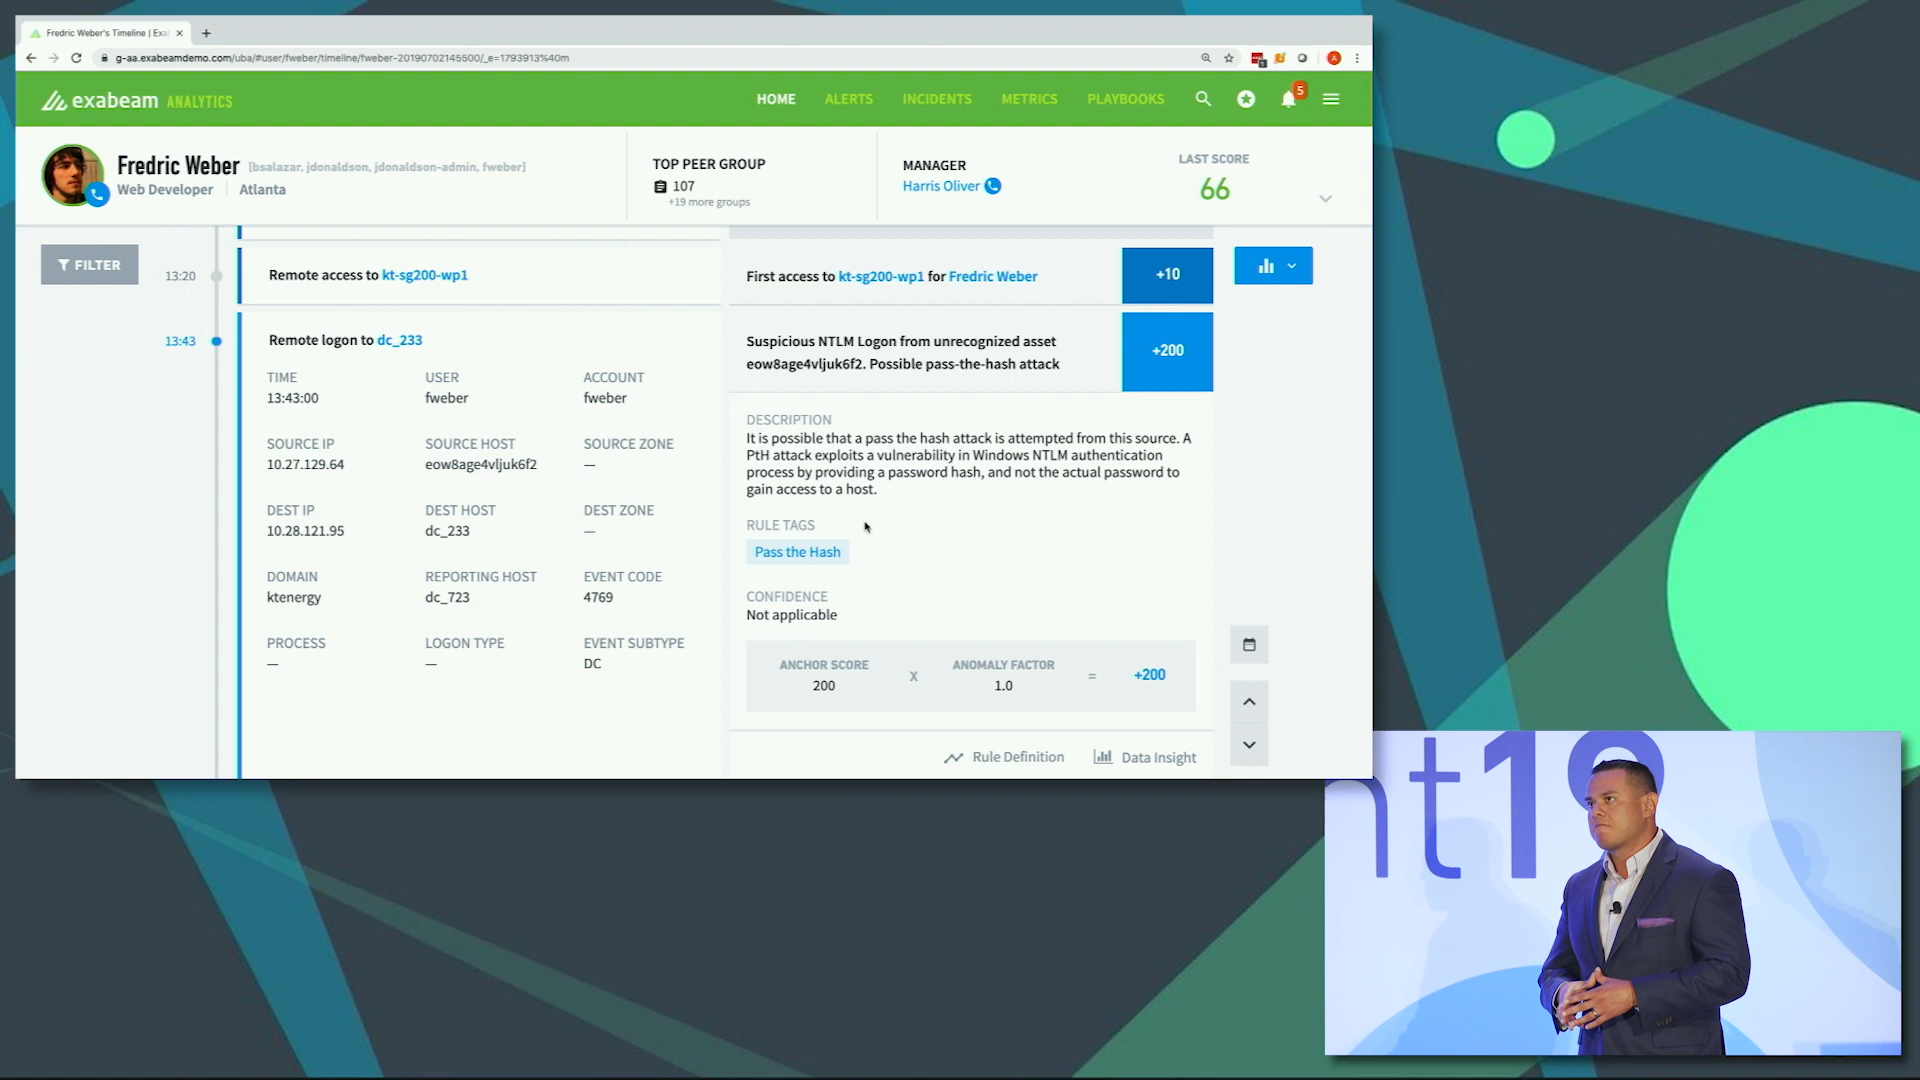 Fredric Weber's Timeline | Exa
g-aa.exabeamdemo.com/uba/#user/fweber/timeline/fweber-20190702145500/_e=1793913%40m
exabeam ANALYTICS
HOME
ALERTS
INCIDENTS
METRICS
PLAYBOOKS
5
Fredric Weber [bsalazar, jdonaldson, jdonaldson-admin, fweber]
Web Developer
Atlanta
TOP PEER GROUP
107
+19 more groups
MANAGER
Harris Oliver
LAST SCORE
66
FILTER
13:20
Remote access to kt-sg200-wp1
First access to kt-sg200-wp1 for Fredric Weber
+10
13:43
Remote logon to dc_233
TIME
13:43:00
USER
fweber
ACCOUNT
fweber
SOURCE IP
10.27.129.64
SOURCE HOST
eow8age4vljuk6f2
SOURCE ZONE
—
DEST IP
10.28.121.95
DEST HOST
dc_233
DEST ZONE
—
DOMAIN
ktenergy
REPORTING HOST
dc_723
EVENT CODE
4769
PROCESS
—
LOGON TYPE
—
EVENT SUBTYPE
DC
Suspicious NTLM Logon from unrecognized asset
eow8age4vljuk6f2. Possible pass-the-hash attack
+200
DESCRIPTION
It is possible that a pass the hash attack is attempted from this source. A
PtH attack exploits a vulnerability in Windows NTLM authentication
process by providing a password hash, and not the actual password to
gain access to a host.
RULE TAGS
Pass the Hash
CONFIDENCE
Not applicable
ANCHOR SCORE
200
X
ANOMALY FACTOR
1.0
=
+200
Rule Definition
Data Insight
nt19